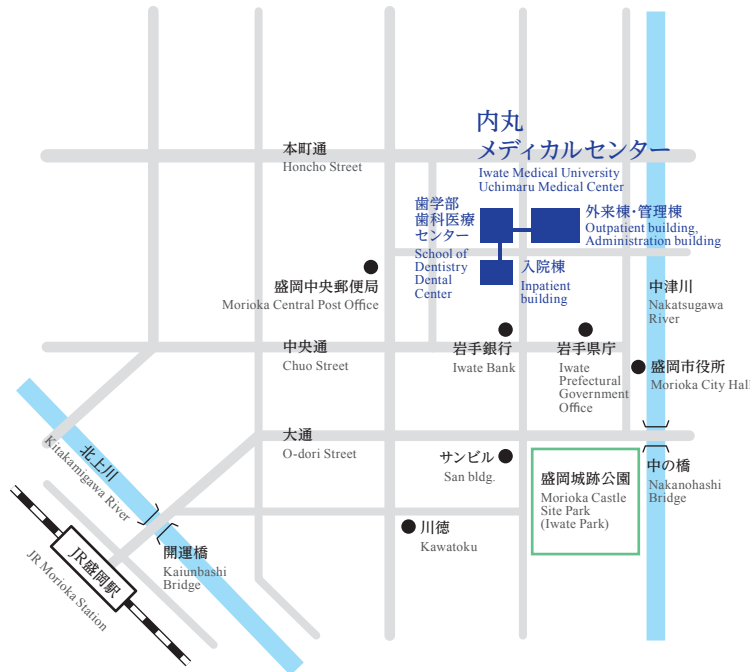 内丸
メディカルセンター
Iwate Medical University
Uchimaru Medical Center
本町通
Honcho Street
歯学部
歯科医療
センター
School of
Dentistry
Dental
Center
外来棟・管理棟
Outpatient building,
Administration building
入院棟
Inpatient
building
盛岡中央郵便局
Morioka Central Post Office
中津川
Nakatsugawa
River
中央通
Chuo Street
岩手銀行
Iwate Bank
岩手県庁
Iwate
Prefectural
Government
Office
盛岡市役所
Morioka City Hall
大通
O-dori Street
北上川
Kitakamigawa River
サンビル
San bldg.
盛岡城跡公園
Morioka Castle
Site Park
(Iwate Park)
中の橋
Nakanohashi
Bridge
川徳
Kawatoku
開運橋
Kaiunbashi
Bridge
JR盛岡駅
JR Morioka Station